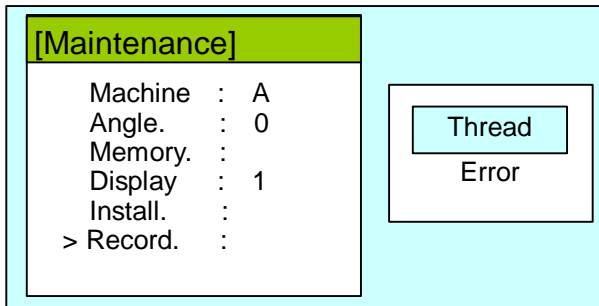 [Maintenance]
Machine : A
Angle. : 0
Memory. :
Display : 1
Install. :
> Record. :
Thread
Error